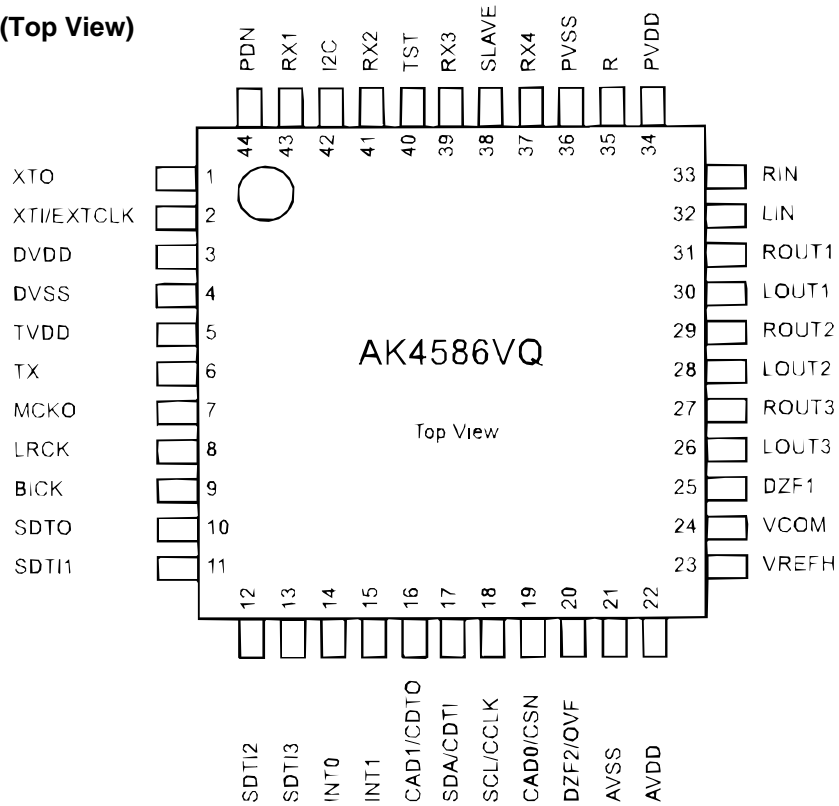 (Top View)
PDN RX1 I2C RX2 TST RX3 SLAVE RX4 PVSS R PVDD
44 43 42 41 40 39 38 37 36 35 34
XTO 1 33 RIN
XTI/EXTCLK 2 32 LIN
DVDD 3 31 ROUT1
DVSS 4 30 LOUT1
TVDD 5 29 ROUT2
AK4586VQ
TX 6 28 LOUT2
MCKO 7 27 ROUT3
Top View
LRCK 8 26 LOUT3
BICK 9 25 DZF1
SDTO 10 24 VCOM
SDTI1 11 23 VREFH
12 13 14 15 16 17 18 19 20 21 22
SDTI2 SDTI3 INT0 INT1 CAD1/CDTO SDA/CDTI SCL/CCLK CAD0/CSN DZF2/OVF AVSS AVDD